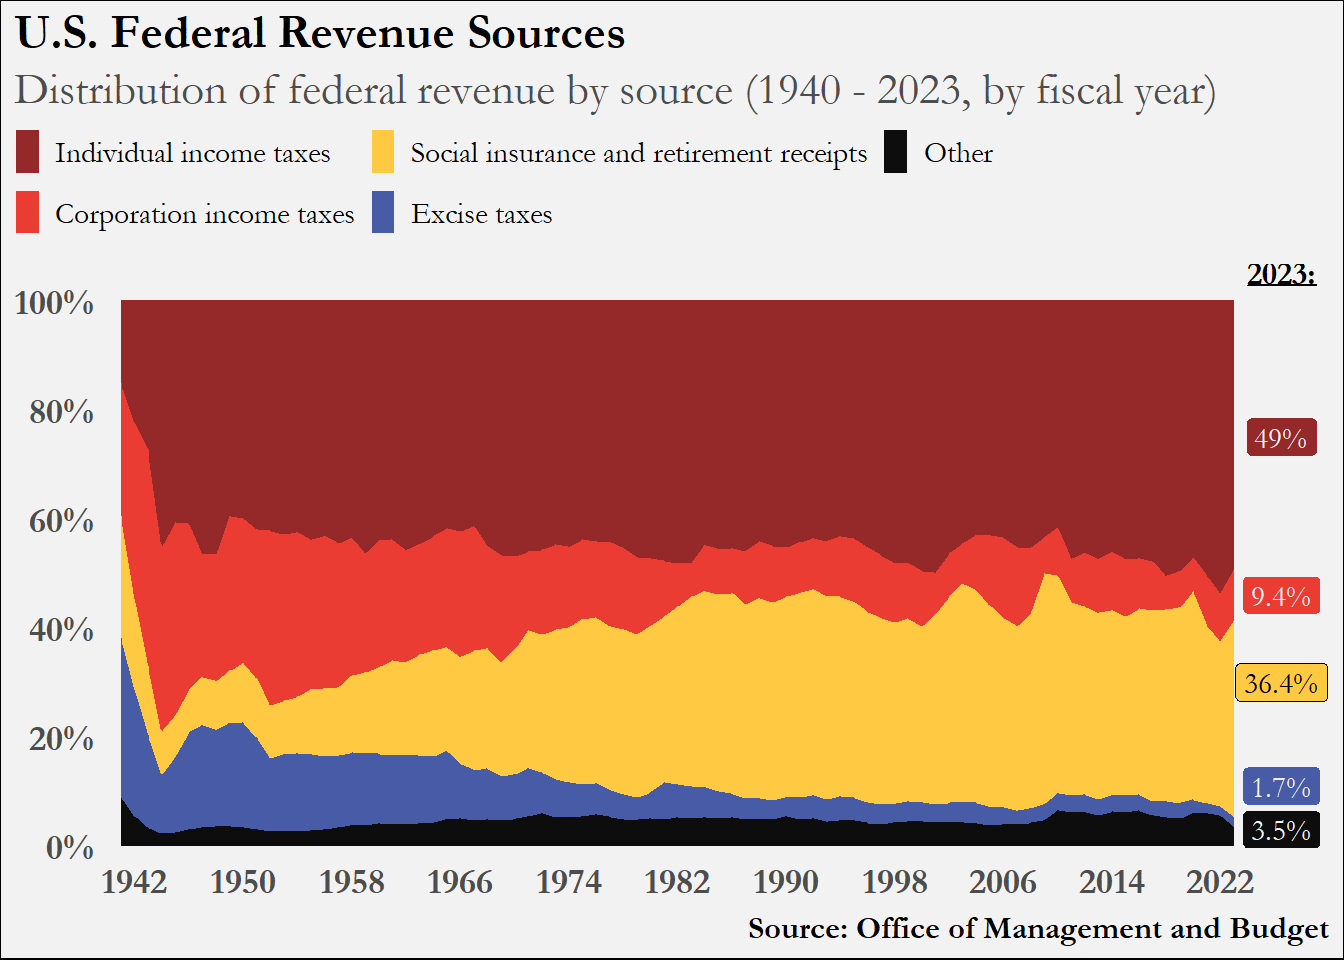 U.S. Federal Revenue Sources
Distribution of federal revenue by source (1940 - 2023, by fiscal year)
Individual income taxes
Social insurance and retirement receipts
Other
Corporation income taxes
Excise taxes
2023:
100%
80%
60%
40%
20%
0%
49%
9.4%
36.4%
1.7%
3.5%
1942 1950 1958 1966 1974 1982 1990 1998 2006 2014 2022
Source: Office of Management and Budget